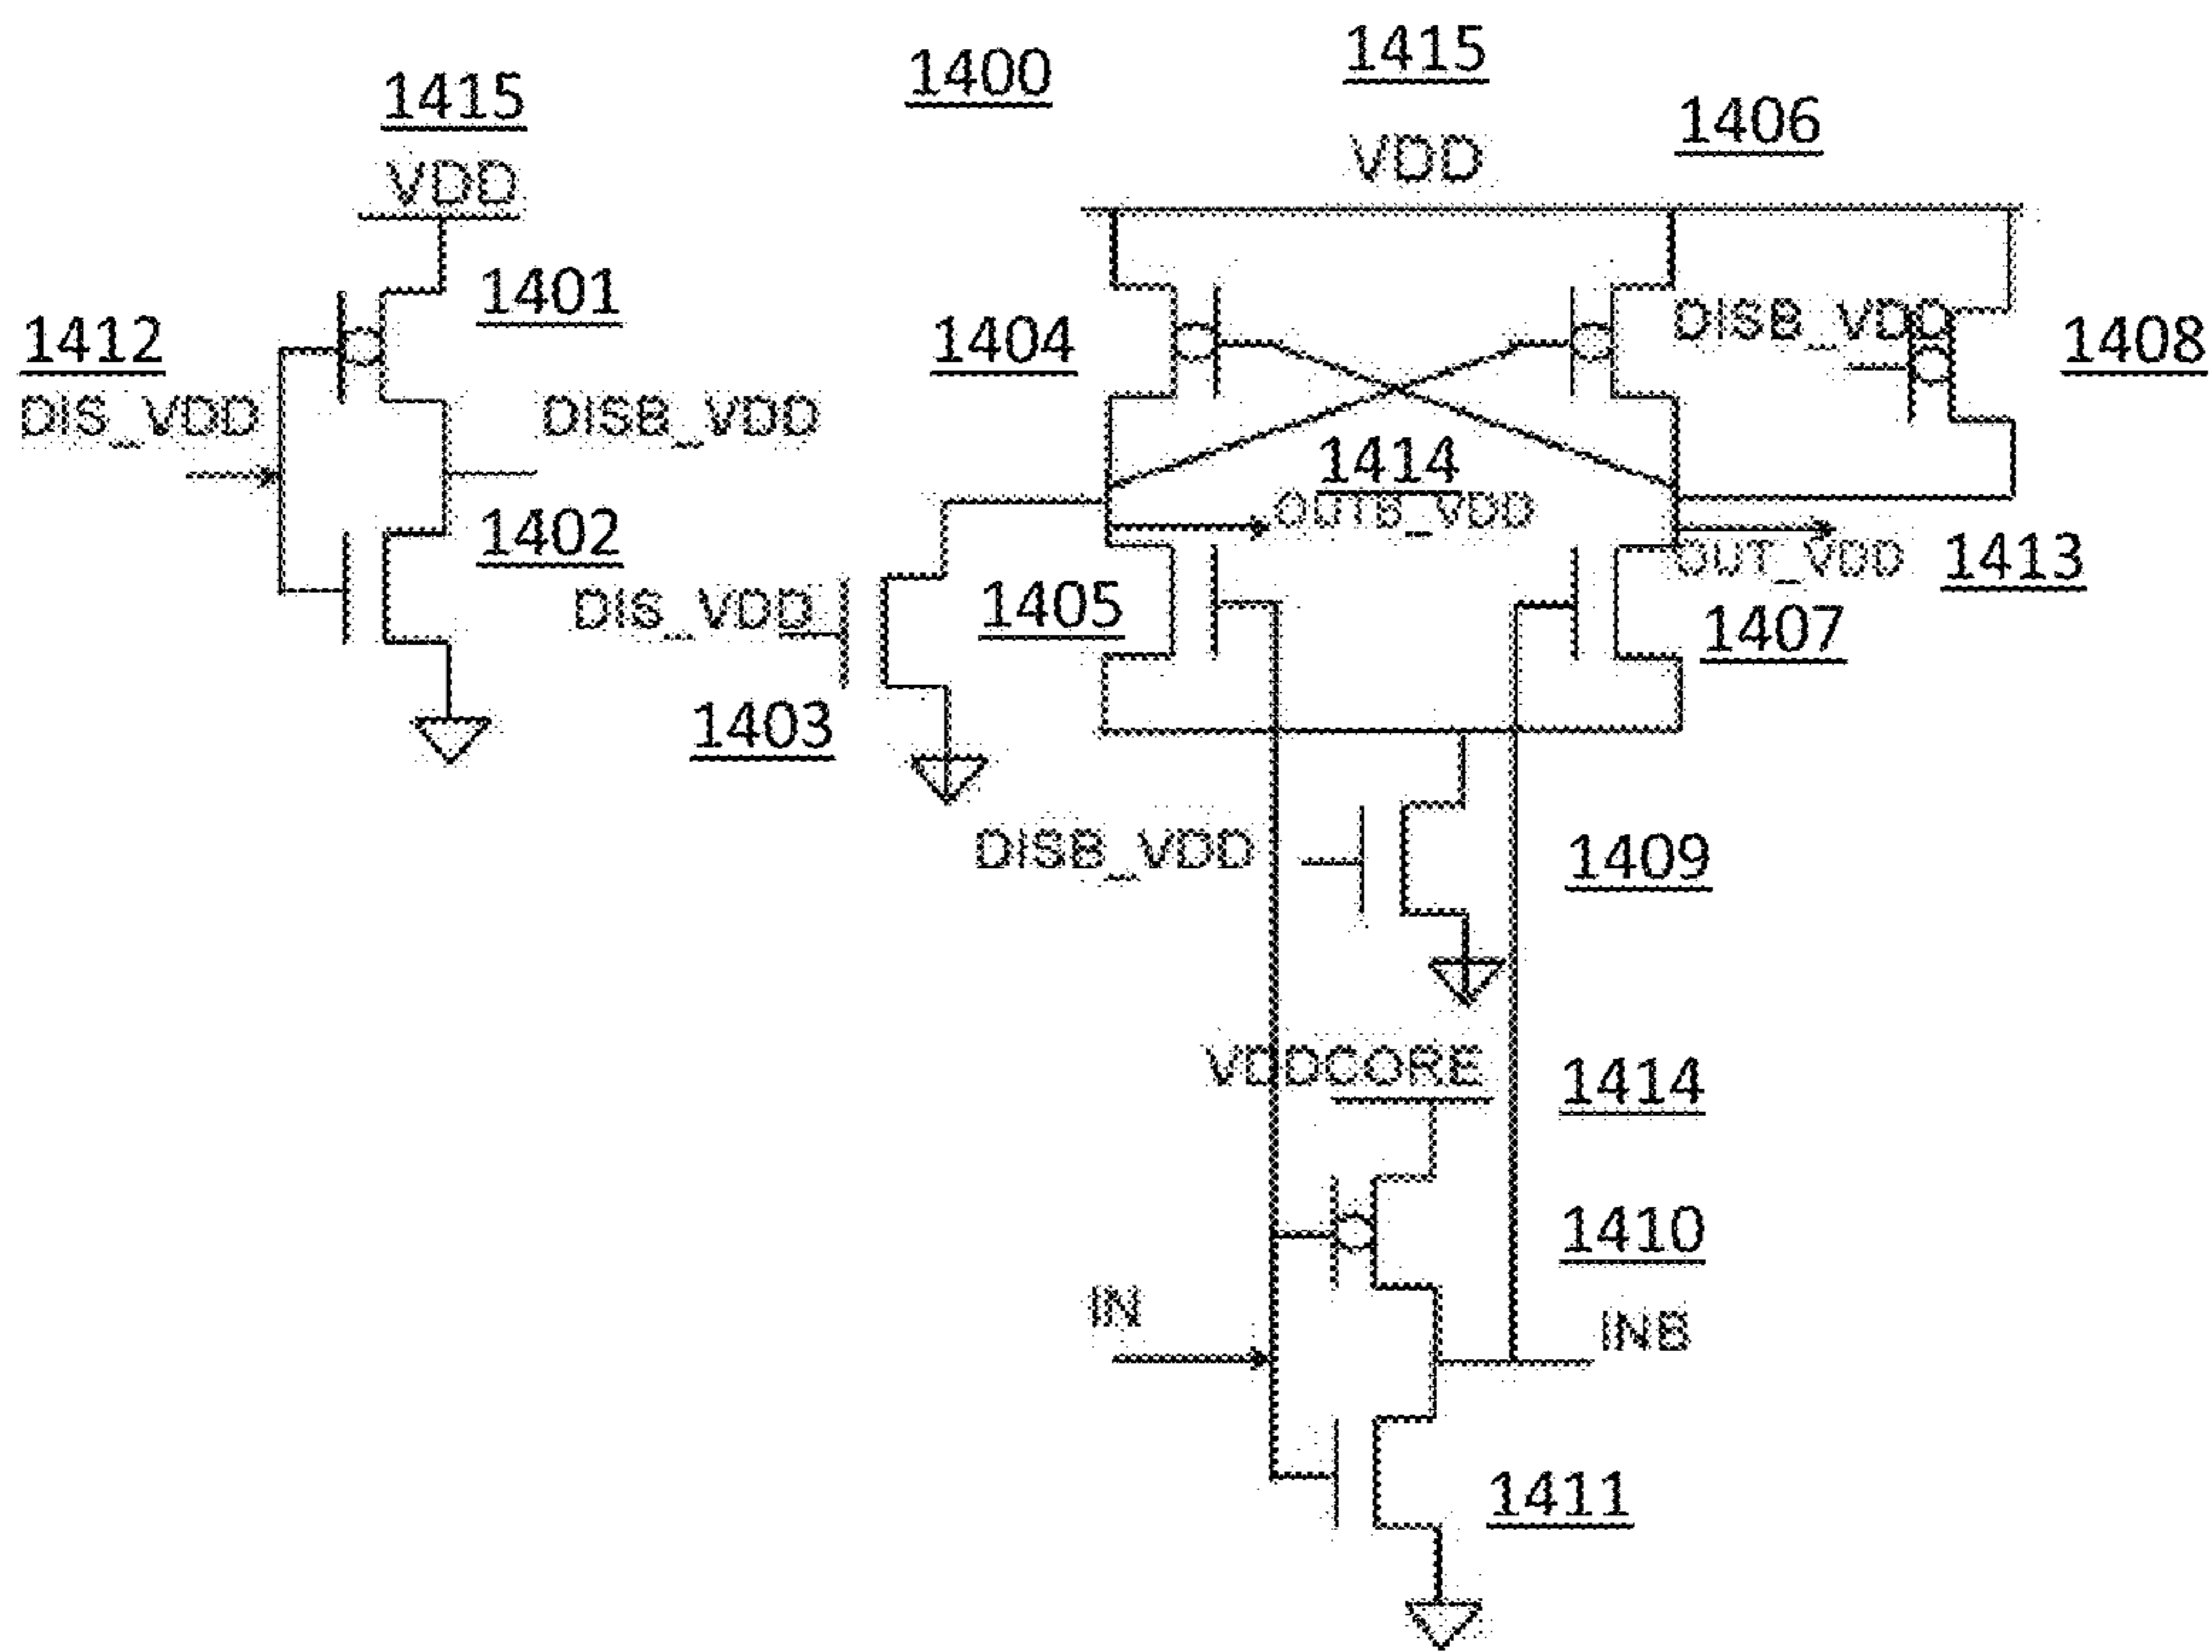 1400
1415
1415
VDD
1406
VDD
1401
1412
1404
DISB_VDD
1408
DIS_VDD
DISB_VDD
1414
OUTB_VDD
1402
OUT_VDD
1413
DIS_VDD
1405
1407
1403
DISB_VDD
1409
VDDCORE
1414
1410
IN
INB
1411